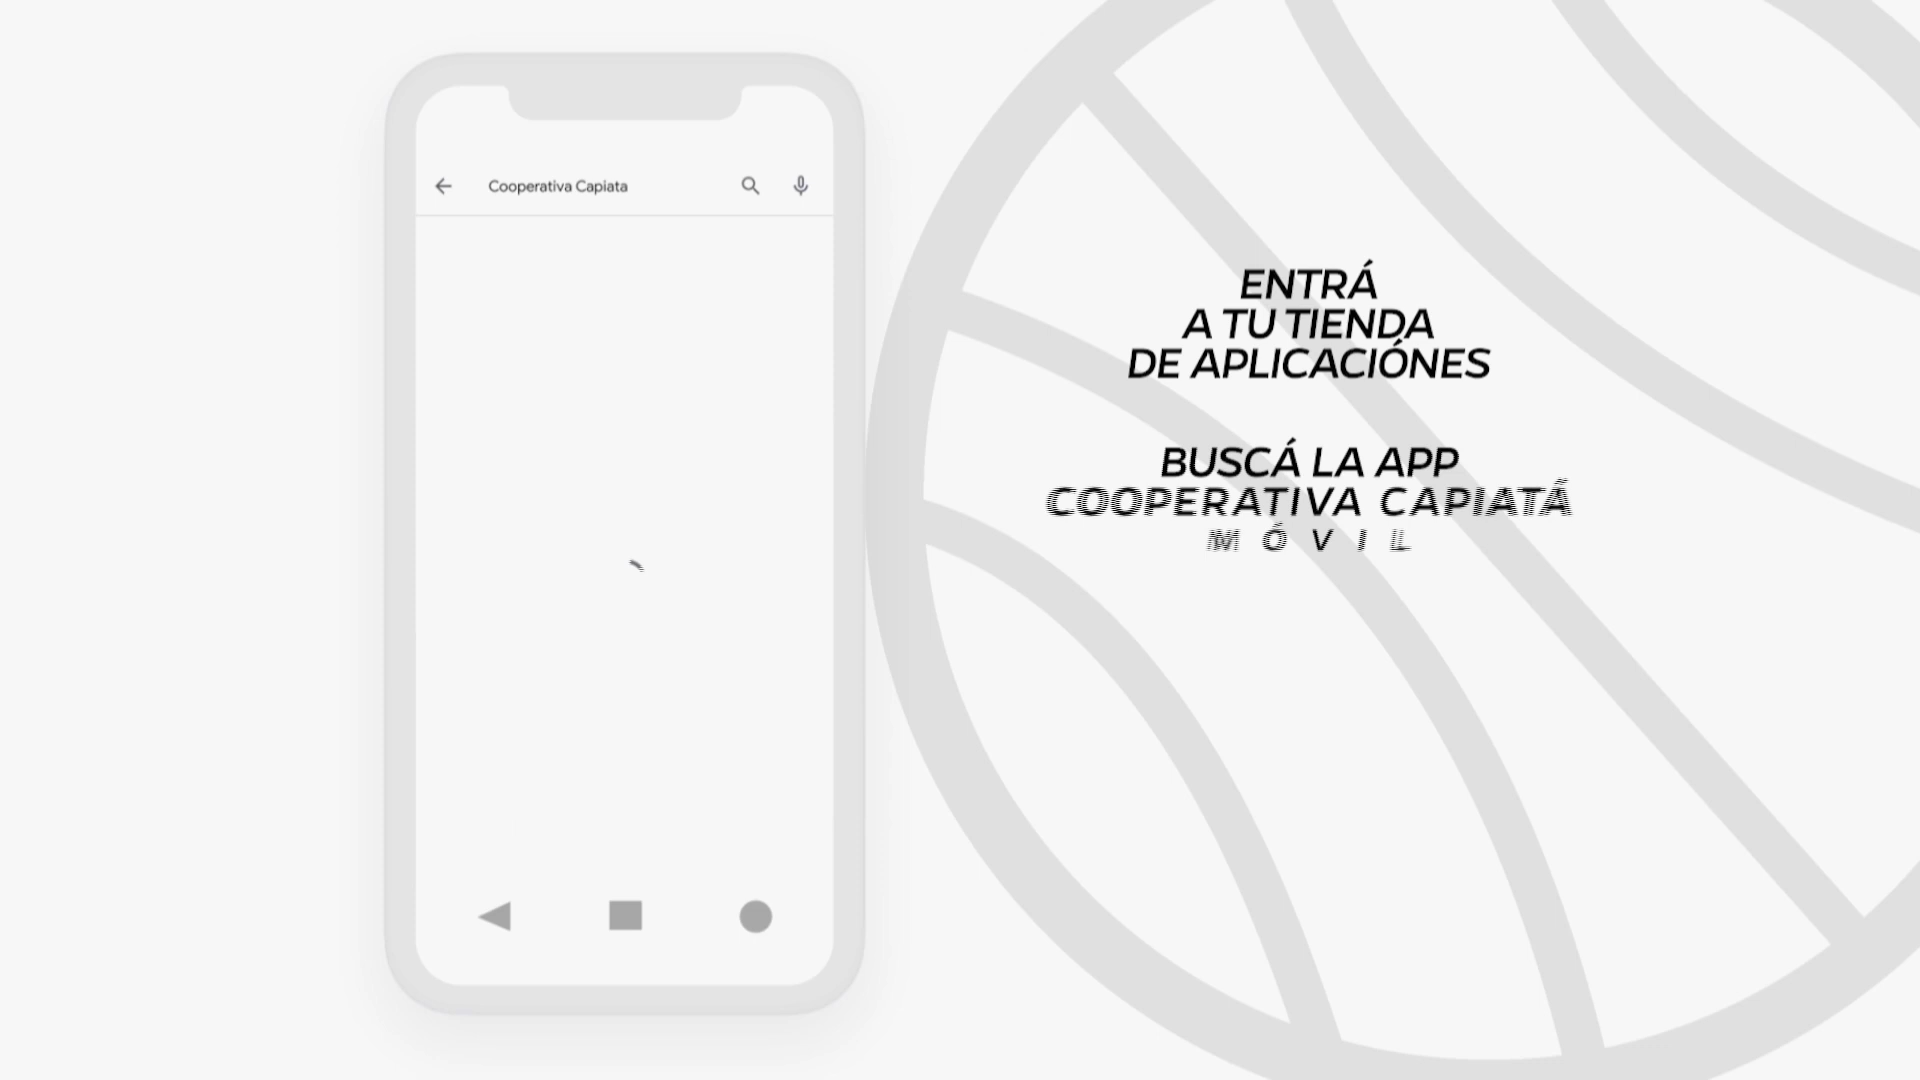 Cooperativa Capiata
ENTRÁ
A TU TIENDA
DE APLICACIÓNES
BUSCÁ LA APP
COOPERATIVA CAPIATÁ
MÓVIL